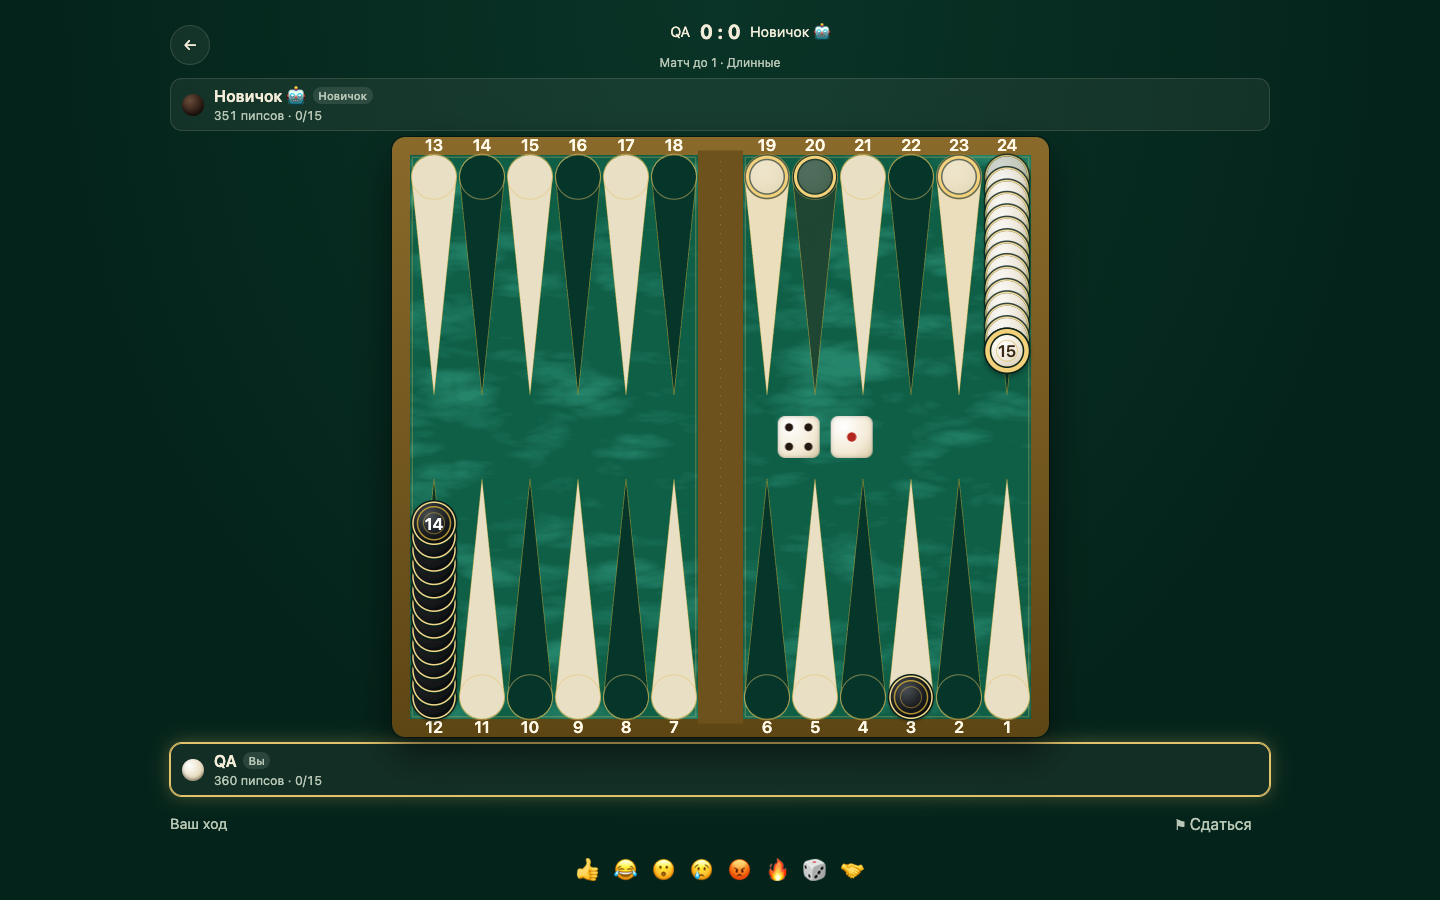 QA 0 : 0 Новичок
Матч до 1 · Длинные
Новичок Новичок
351 пипсов · 0/15
13 14 15 16 17 18 19 20 21 22 23 24
15
14
12 11 10 9 8 7 6 5 4 3 2 1
QA Вы
360 пипсов · 0/15
Ваш ход
Сдаться